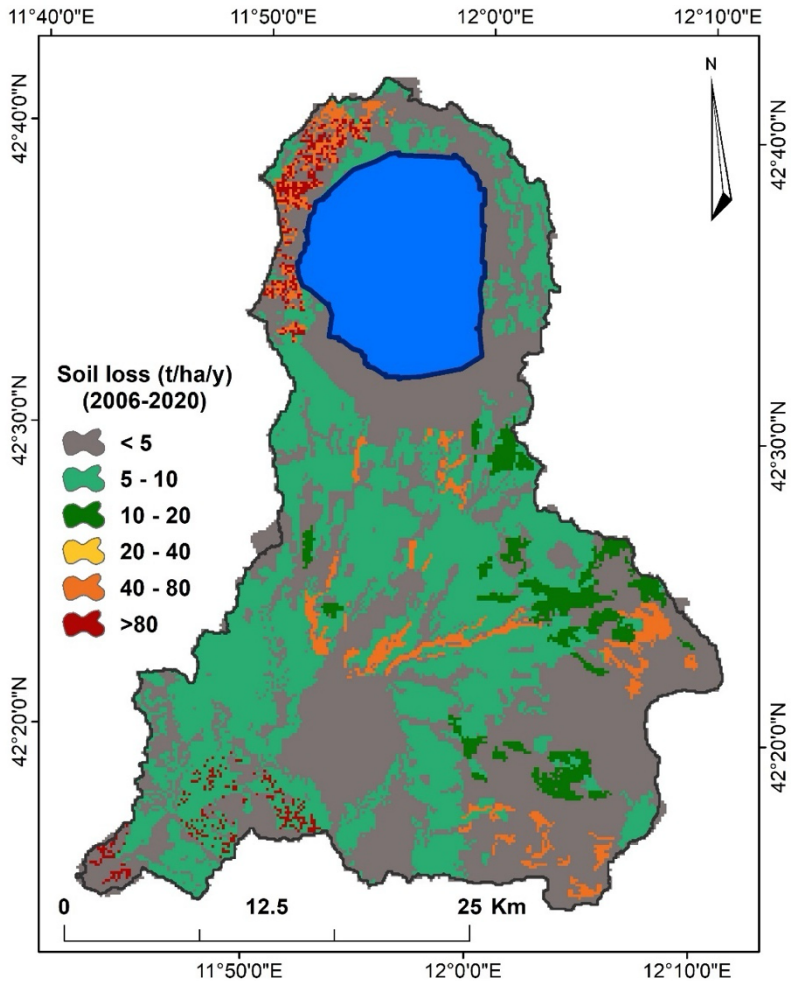 11°40'0"E 11°50'0"E 12°0'0"E 12°10'0"E
N
42°40'0"N 42°40'0"N
42°30'0"N 42°30'0"N
Soil loss (t/ha/y)
(2006-2020)
< 5
5 - 10
10 - 20
20 - 40
40 - 80
>80
42°20'0"N 42°20'0"N
0 12.5 25 Km
11°50'0"E 12°0'0"E 12°10'0"E